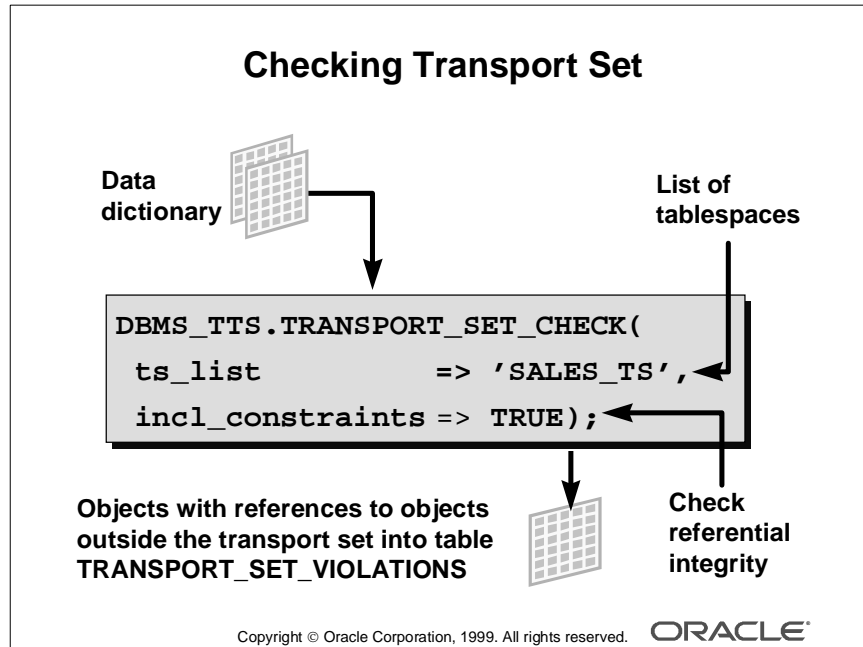 Checking Transport Set
Data
dictionary
List of
tablespaces
DBMS_TTS.TRANSPORT_SET_CHECK(
ts_list => 'SALES_TS',
incl_constraints => TRUE);
Objects with references to objects
outside the transport set into table
TRANSPORT_SET_VIOLATIONS
Check
referential
integrity
Copyright © Oracle Corporation, 1999. All rights reserved.
ORACLE®